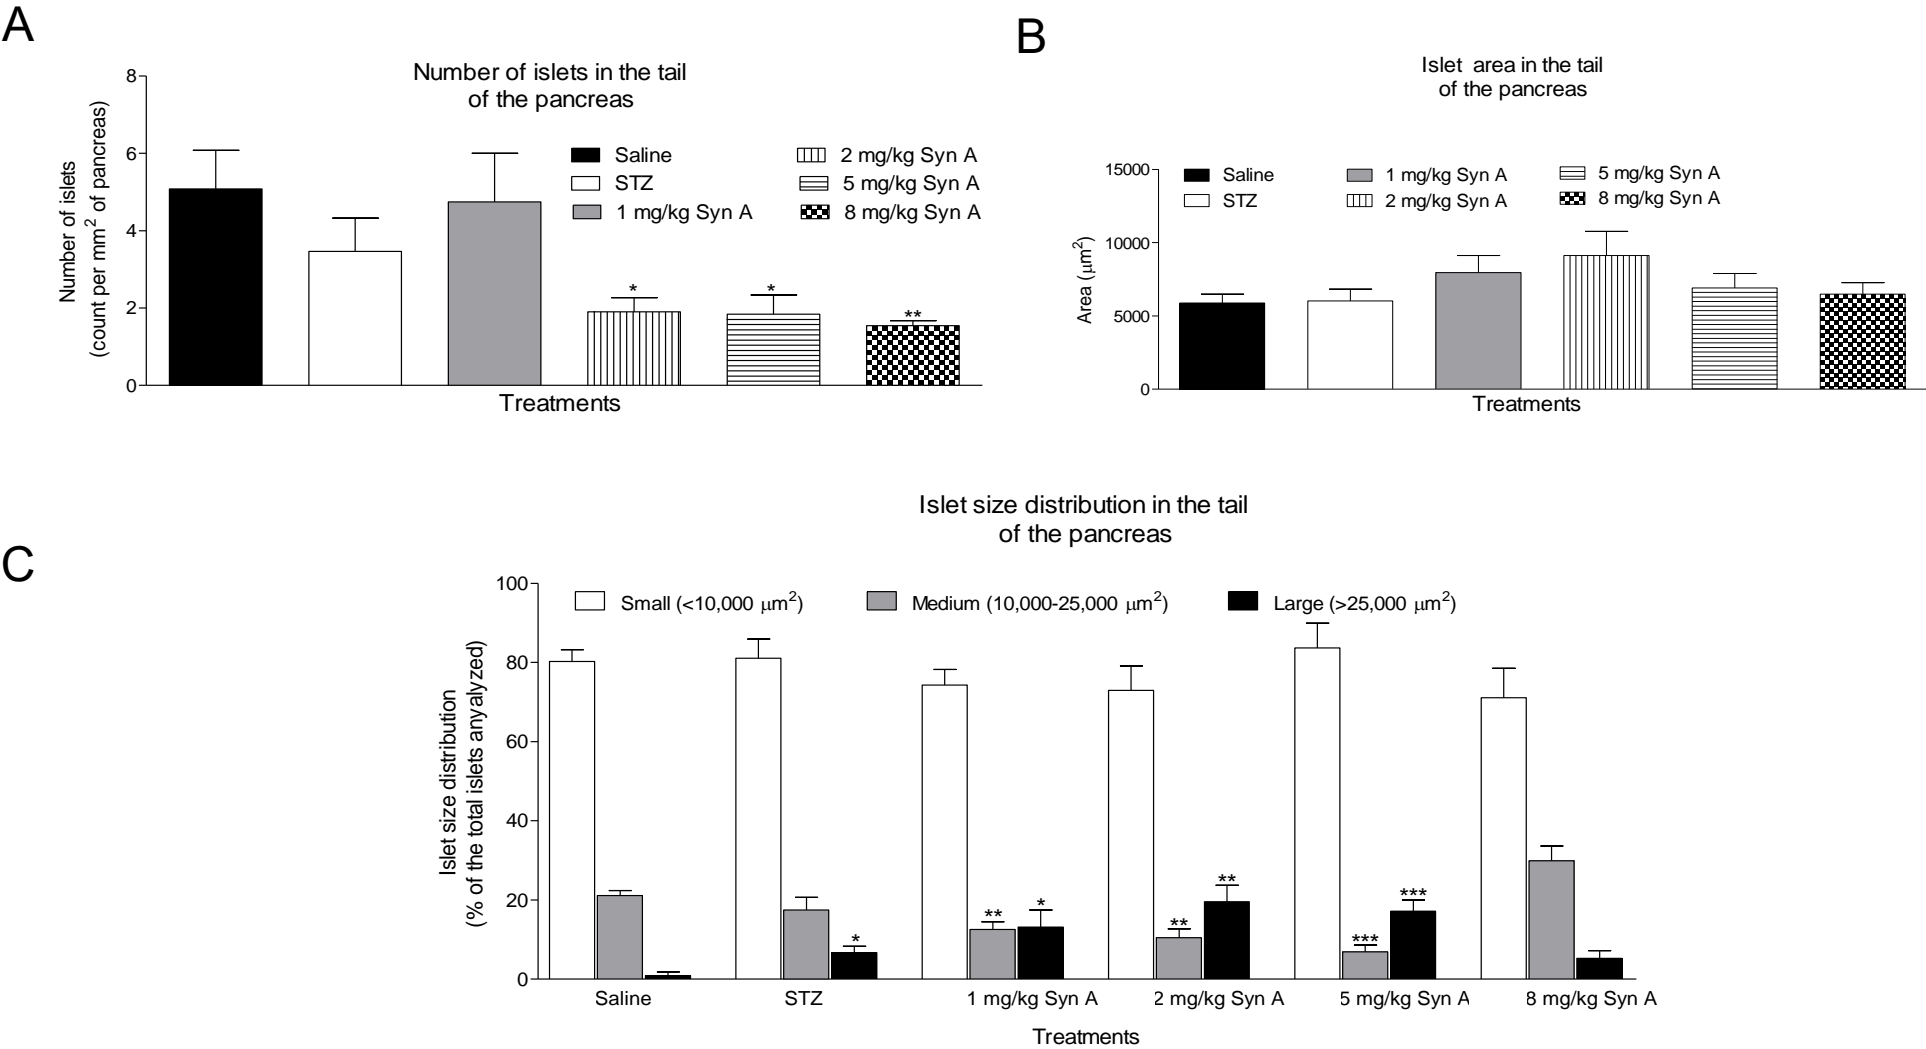 A
Number of islets in the tail
of the pancreas
Number of islets
(count per mm² of pancreas)
8
6
4
2
0
Saline
STZ
1 mg/kg Syn A
2 mg/kg Syn A
5 mg/kg Syn A
8 mg/kg Syn A
*
*
**
Treatments
B
Islet area in the tail
of the pancreas
Area (μm²)
15000
10000
5000
0
Saline
STZ
1 mg/kg Syn A
2 mg/kg Syn A
5 mg/kg Syn A
8 mg/kg Syn A
Treatments
C
Islet size distribution in the tail
of the pancreas
Islet size distribution
(% of the total islets anyalyzed)
100
80
60
40
20
0
Small (<10,000 μm²)
Medium (10,000-25,000 μm²)
Large (>25,000 μm²)
*
**
*
**
**
***
***
Saline
STZ
1 mg/kg Syn A
2 mg/kg Syn A
5 mg/kg Syn A
8 mg/kg Syn A
Treatments